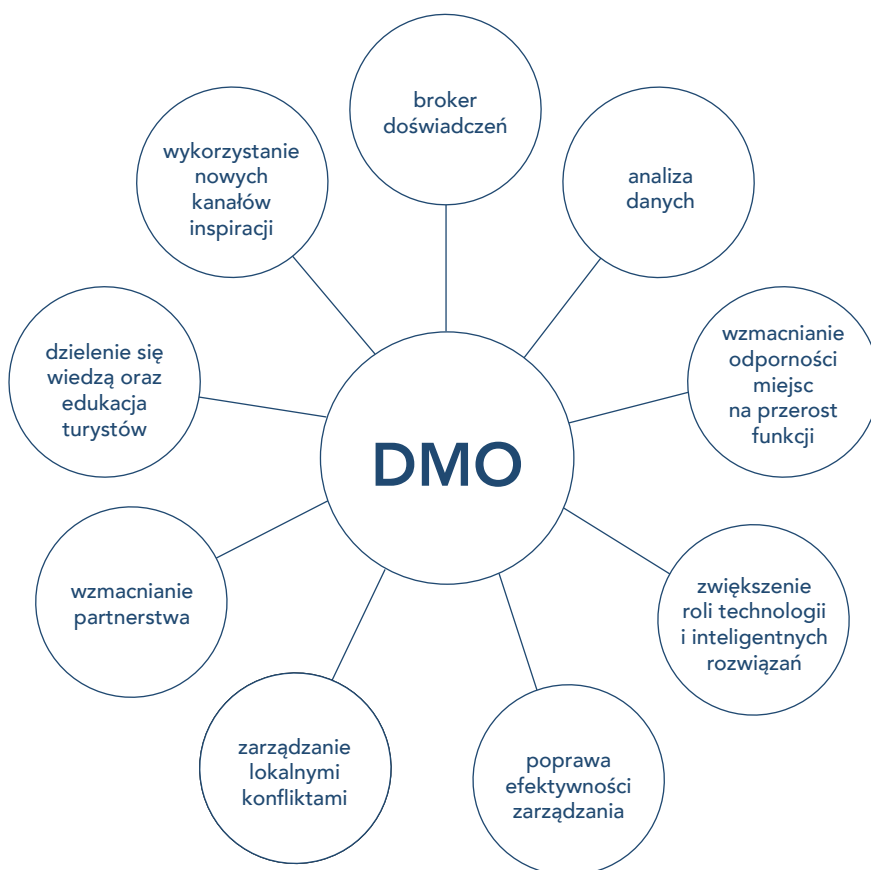 broker
doświadczeń
analiza
danych
wzmacnianie
odporności
miejsc
na przerost
funkcji
zwiększenie
roli technologii
i inteligentnych
rozwiązań
poprawa
efektywności
zarządzania
zarządzanie
lokalnymi
konfliktami
wzmacnianie
partnerstwa
dzielenie się
wiedzą oraz
edukacja
turystów
wykorzystanie
nowych
kanałów
inspiracji
DMO